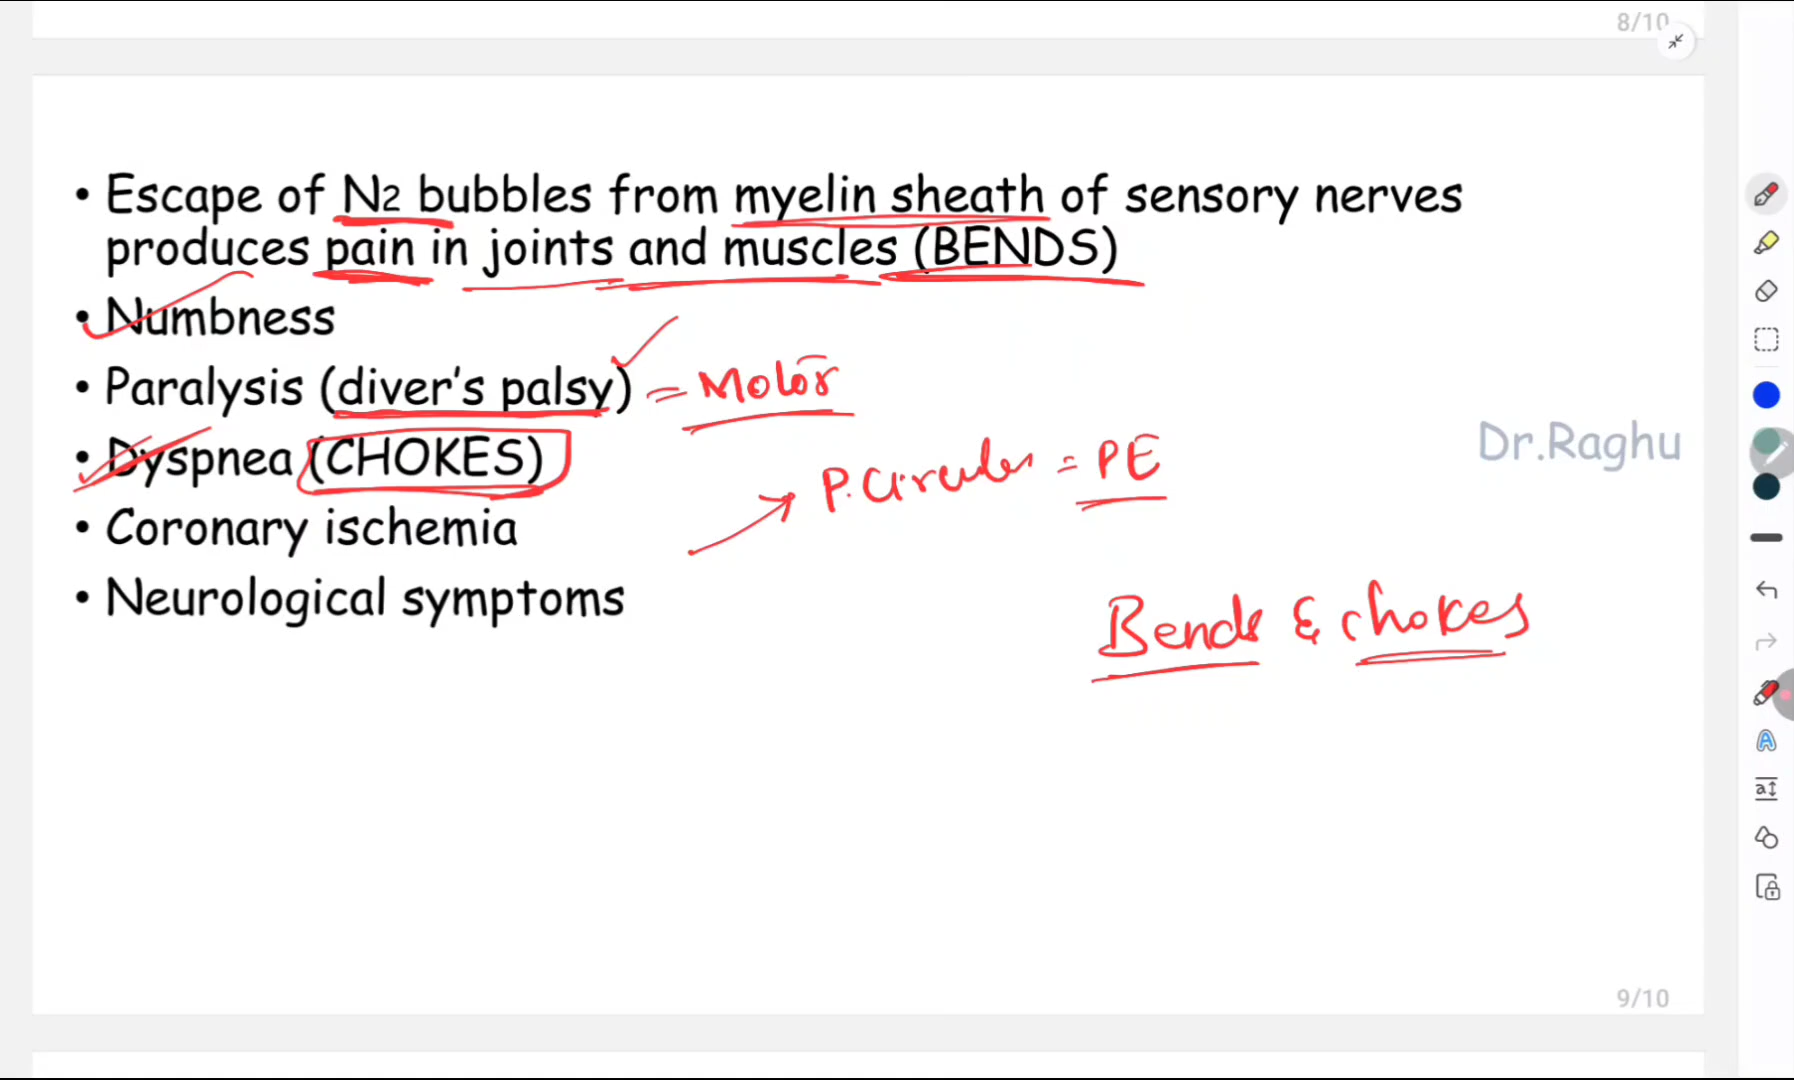 8/10
• Escape of N2 bubbles from myelin sheath of sensory nerves
produces pain in joints and muscles (BENDS)
• Numbness
• Paralysis (diver's palsy) = Motor
• Dyspnea (CHOKES)
Dr.Raghu
P. Circular = PE
• Coronary ischemia
• Neurological symptoms
Bends & chokes
9/10